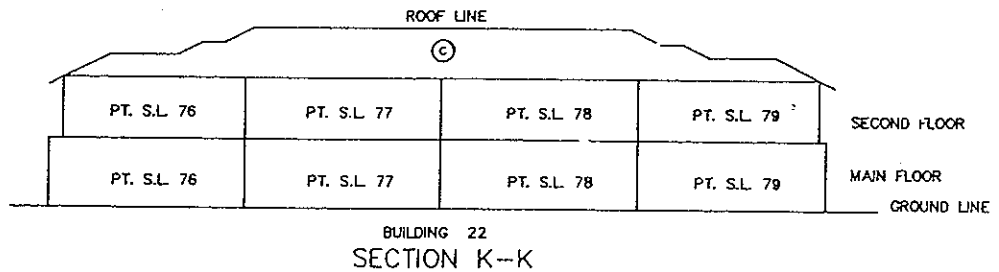 ROOF LINE
C
PT. S.L. 76 PT. S.L. 77 PT. S.L. 78 PT. S.L. 79 SECOND FLOOR
PT. S.L. 76 PT. S.L. 77 PT. S.L. 78 PT. S.L. 79 MAIN FLOOR
GROUND LINE
BUILDING 22
SECTION K--K